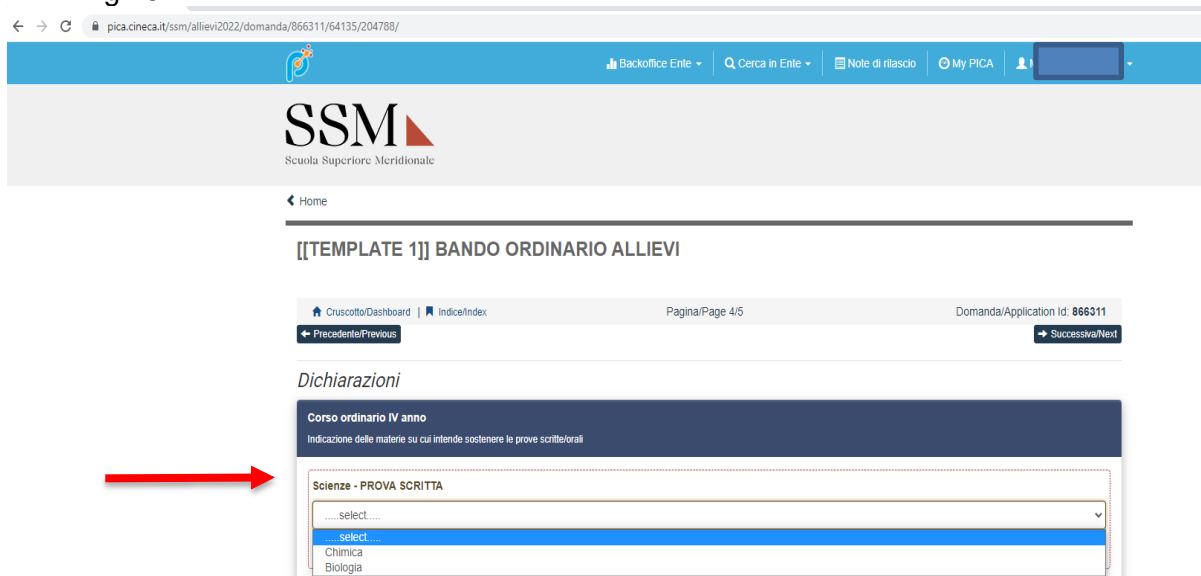 pica.cineca.it/ssm/allievi2022/domanda/866311/64135/204788/
Backoffice Ente Cerca in Ente Note di rilascio My PICA
SSM
Scuola Superiore Meridionale
Home
[[TEMPLATE 1]] BANDO ORDINARIO ALLIEVI
Cruscotto/Dashboard | Indice/Index Pagina/Page 4/5 Domanda/Application Id: 866311
Precedente/Previous Successiva/Next
Dichiarazioni
Corso ordinario IV anno
Indicazione delle materie su cui intende sostenere le prove scritte/orali
Scienze - PROVA SCRITTA
.....select.....
.....select.....
Chimica
Biologia